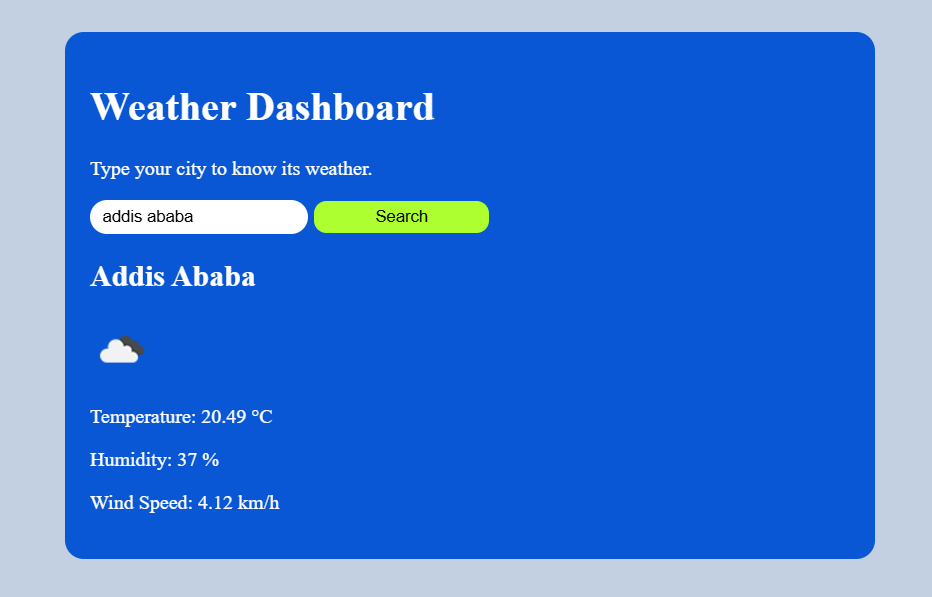 Weather Dashboard
Type your city to know its weather.
addis ababa Search
Addis Ababa
Temperature: 20.49 °C
Humidity: 37 %
Wind Speed: 4.12 km/h